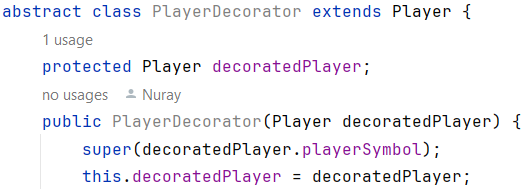 abstract class PlayerDecorator extends Player {
1 usage
protected Player decoratedPlayer;
no usages Nuray
public PlayerDecorator(Player decoratedPlayer) {
super(decoratedPlayer.playerSymbol);
this.decoratedPlayer = decoratedPlayer;